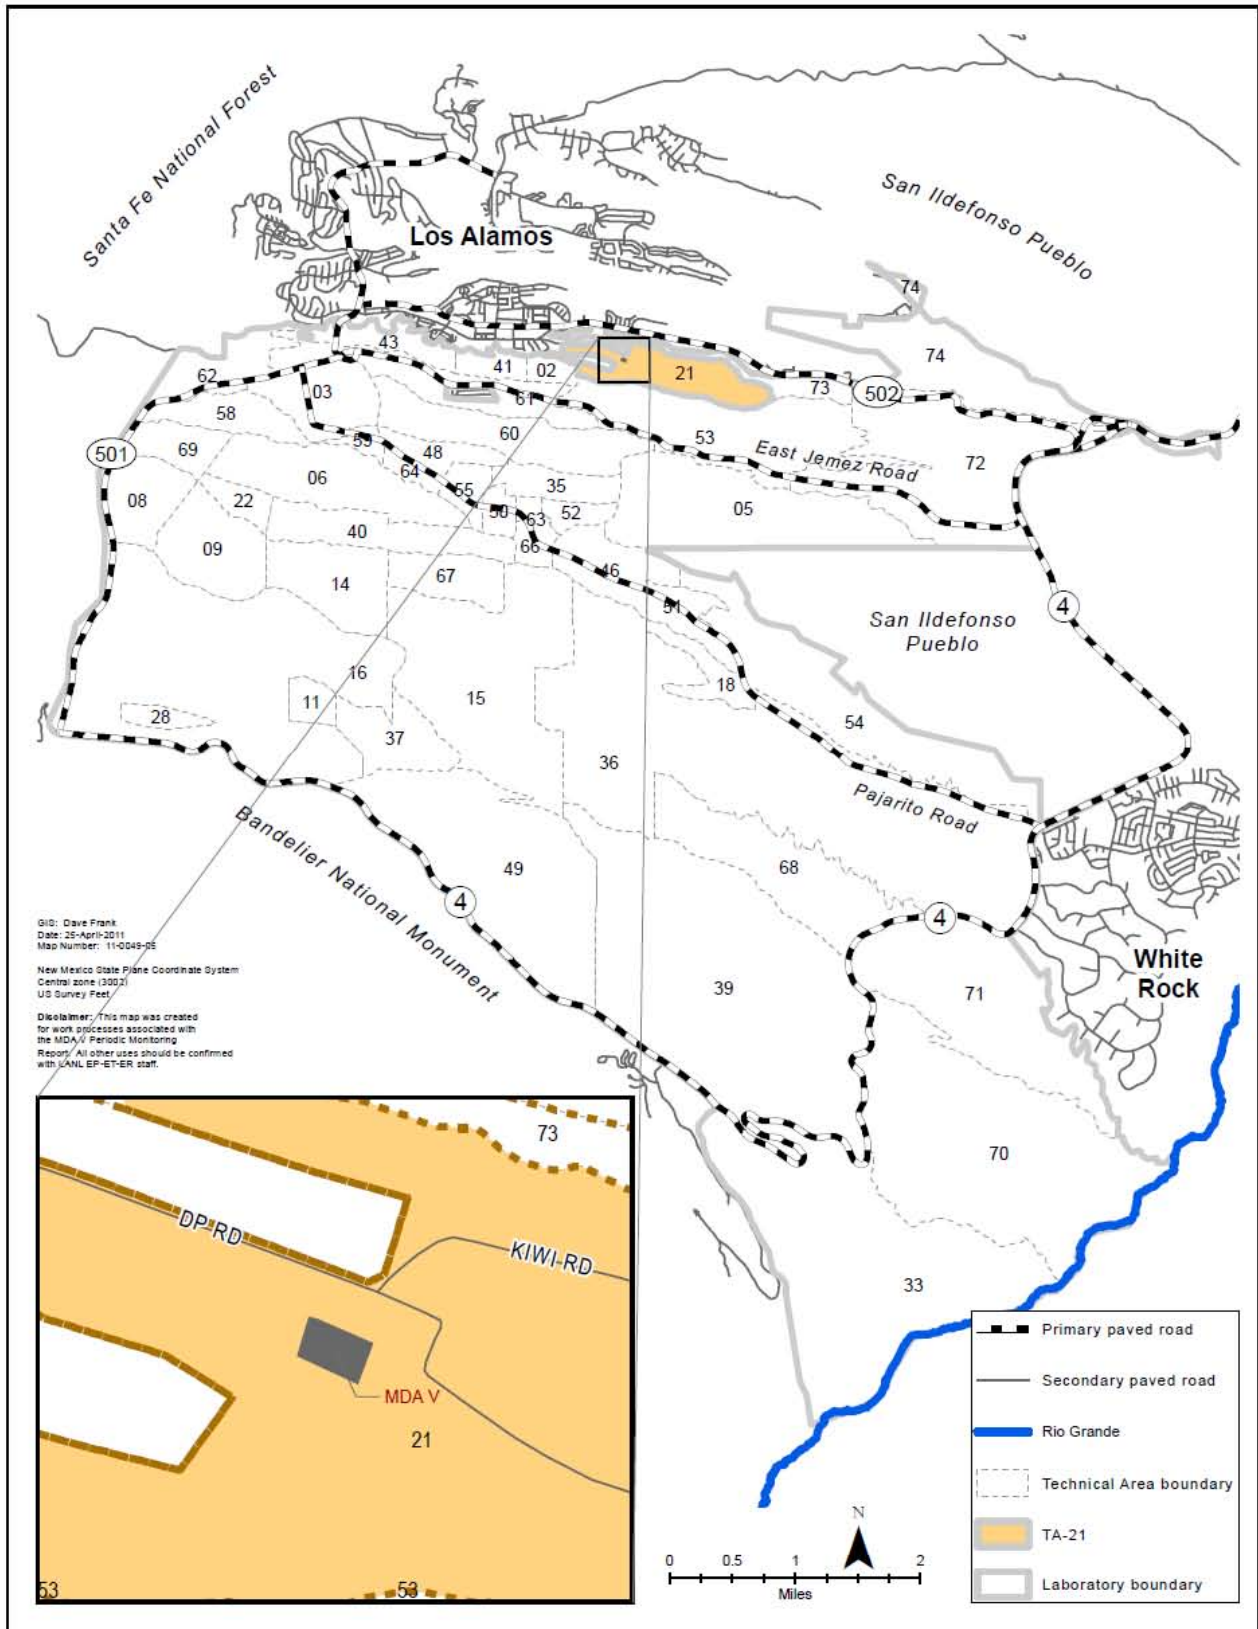 Santa Fe National Forest
San Ildefonso Pueblo
Los Alamos
74
74
43
41
02
21
73
502
62
03
61
58
60
53
East Jemez Road
72
501
69
59
48
64
06
55
35
05
08
22
50
63
52
40
66
09
14
67
46
51
4
San Ildefonso
Pueblo
16
11
15
18
28
37
54
36
Pajarito Road
Bandelier National Monument
49
68
4
4
White
Rock
39
71
GIS: Dave Frank
Date: 25-April-2011
Map Number: 11-0049-05
New Mexico State Plane Coordinate System
Central zone (3002)
US Survey Feet
Disclaimer: This map was created
for work processes associated with
the MDA V Periodic Monitoring
Report. All other uses should be confirmed
with LANL EP-ET-ER staff.
70
33
73
DP RD
KIWI RD
MDA V
21
53
53
N
0 0.5 1 2
Miles
Primary paved road
Secondary paved road
Rio Grande
Technical Area boundary
TA-21
Laboratory boundary